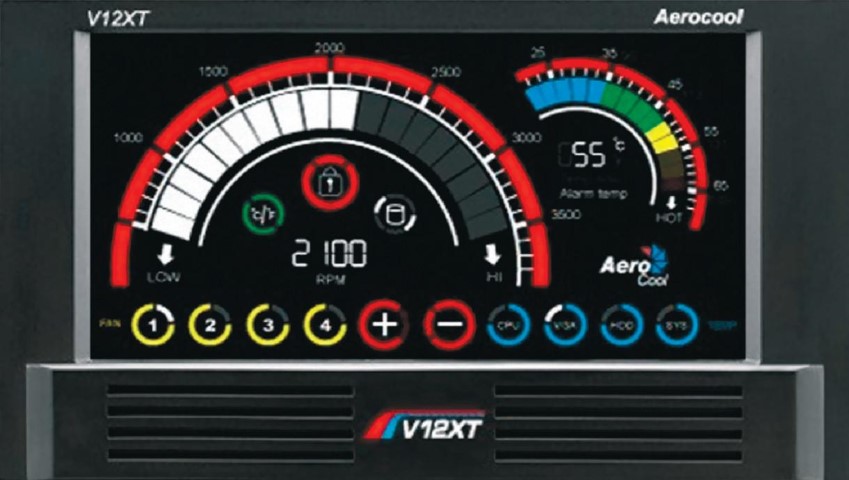 V12XT
Aerocool
1000
1500
2000
2500
3000
3500
25
35
45
55
65
55 °C
Alarm temp
HOT
°C/°F
2100
RPM
LOW
HI
Aero
Cool
FAN
1
2
3
4
+
−
CPU
VGA
HDD
SYS
TEMP
V12XT